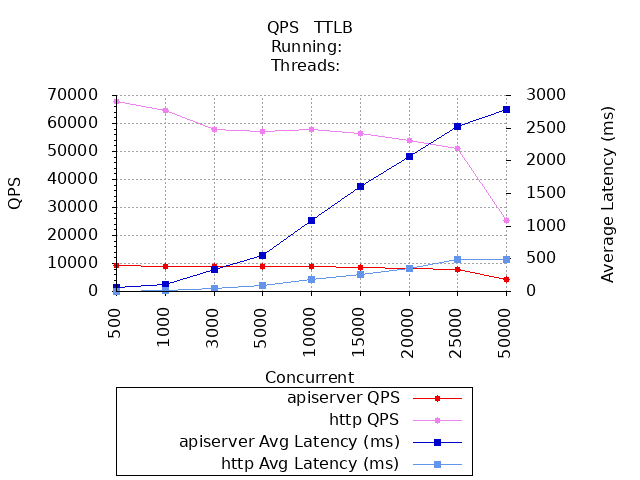 QPS TTLB
Running:
Threads:
QPS
70000
60000
50000
40000
30000
20000
10000
0
3000
2500
2000
1500
1000
500
0
Average Latency (ms)
500
1000
3000
5000
10000
15000
20000
25000
50000
Concurrent
apiserver QPS
http QPS
apiserver Avg Latency (ms)
http Avg Latency (ms)